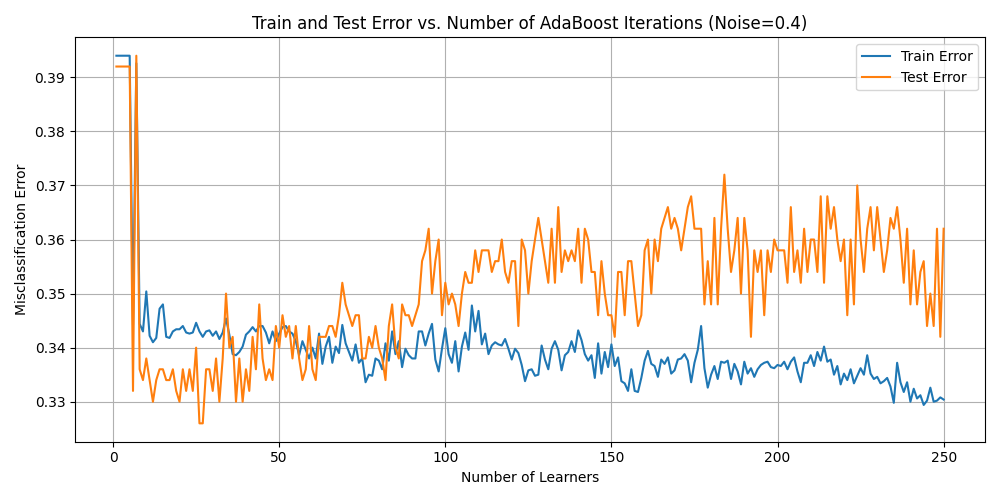 Train and Test Error vs. Number of AdaBoost Iterations (Noise=0.4)
Train Error
Test Error
Misclassification Error
0.39
0.38
0.37
0.36
0.35
0.34
0.33
0
50
100
150
200
250
Number of Learners